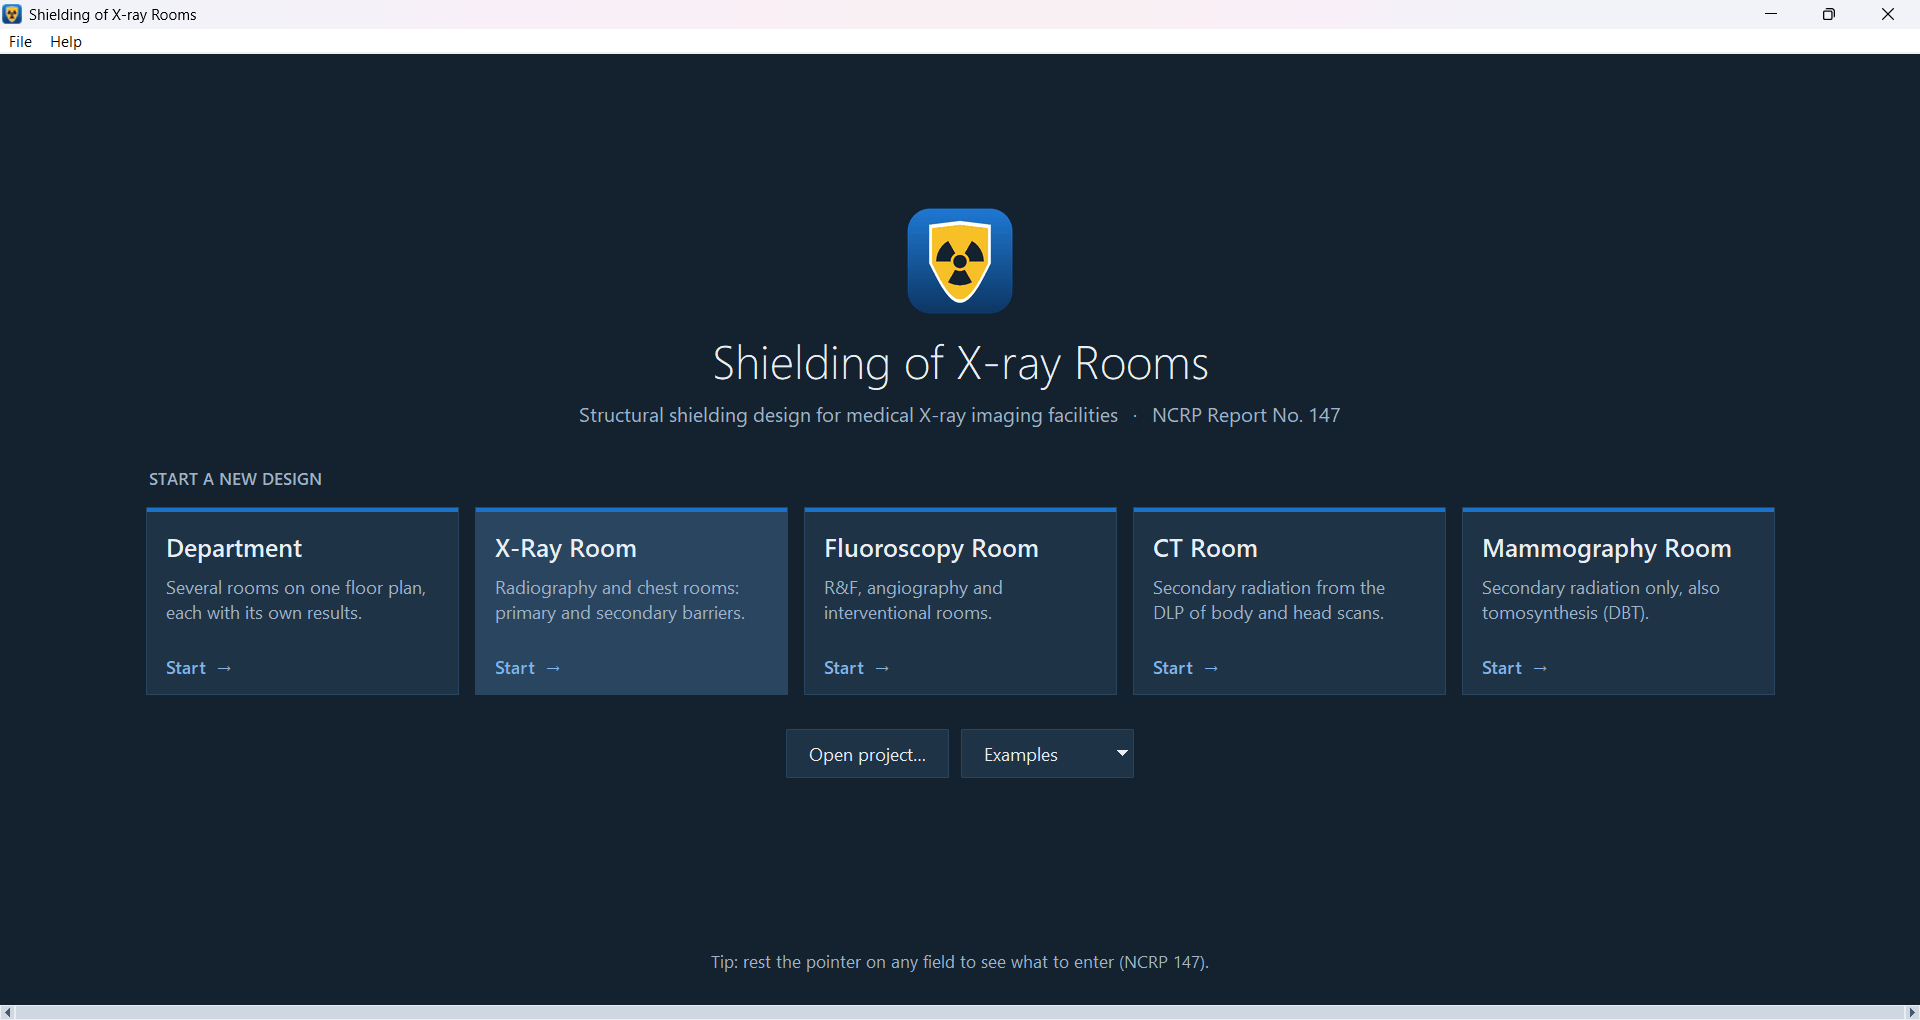 Shielding of X-ray Rooms
File Help
Shielding of X-ray Rooms
Structural shielding design for medical X-ray imaging facilities · NCRP Report No. 147
START A NEW DESIGN
Department
Several rooms on one floor plan,
each with its own results.
Start →
X-Ray Room
Radiography and chest rooms:
primary and secondary barriers.
Start →
Fluoroscopy Room
R&F, angiography and
interventional rooms.
Start →
CT Room
Secondary radiation from the
DLP of body and head scans.
Start →
Mammography Room
Secondary radiation only, also
tomosynthesis (DBT).
Start →
Open project...
Examples
Tip: rest the pointer on any field to see what to enter (NCRP 147).